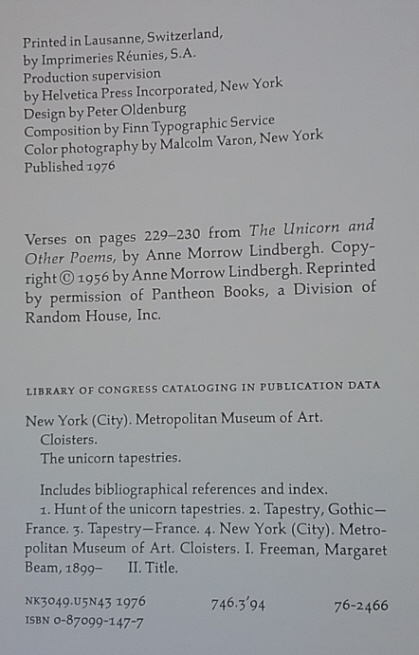 Printed in Lausanne, Switzerland,
by Imprimeries Réunies, S.A.
Production supervision
by Helvetica Press Incorporated, New York
Design by Peter Oldenburg
Composition by Finn Typographic Service
Color photography by Malcolm Varon, New York
Published 1976
Verses on pages 229–230 from The Unicorn and
Other Poems, by Anne Morrow Lindbergh. Copy-
right © 1956 by Anne Morrow Lindbergh. Reprinted
by permission of Pantheon Books, a Division of
Random House, Inc.
LIBRARY OF CONGRESS CATALOGING IN PUBLICATION DATA
New York (City). Metropolitan Museum of Art.
Cloisters.
The unicorn tapestries.
Includes bibliographical references and index.
1. Hunt of the unicorn tapestries. 2. Tapestry, Gothic—
France. 3. Tapestry—France. 4. New York (City). Metro-
politan Museum of Art. Cloisters. I. Freeman, Margaret
Beam, 1899– II. Title.
NK3049.U5N43 1976 746.3'94 76-2466
ISBN 0-87099-147-7